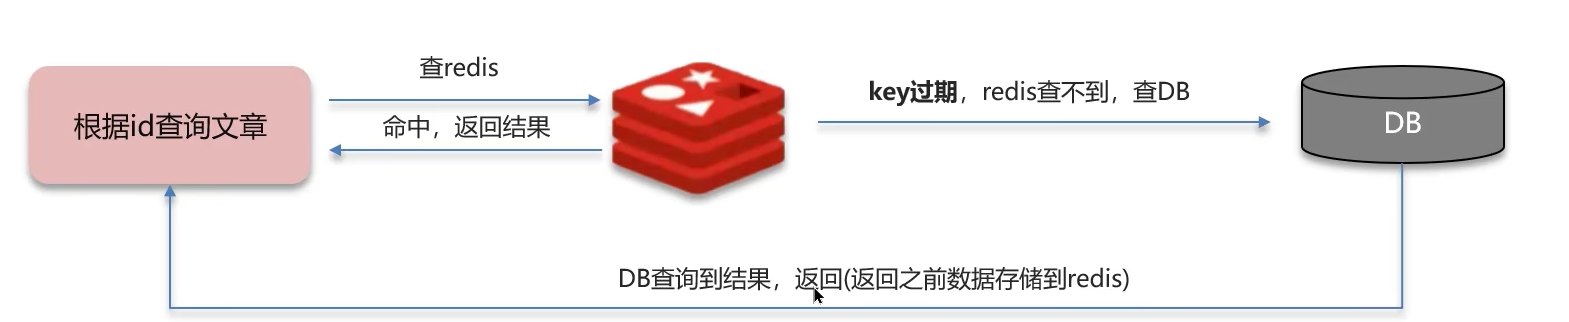 查redis
key过期，redis查不到，查DB
根据id查询文章
命中，返回结果
DB
DB查询到结果，返回(返回之前数据存储到redis)